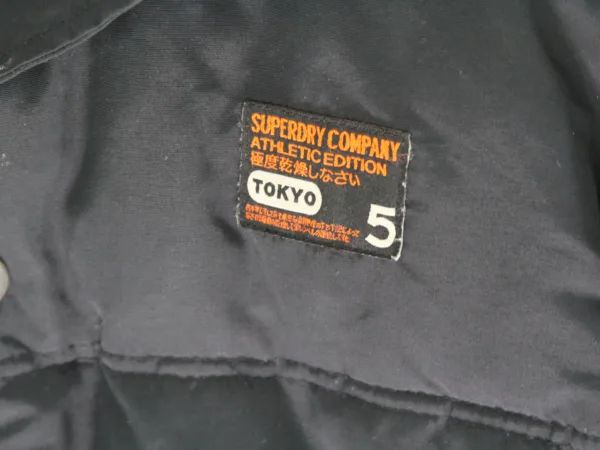 SUPERDRY COMPANY
ATHLETIC EDITION
極度乾燥しなさい
TOKYO
5